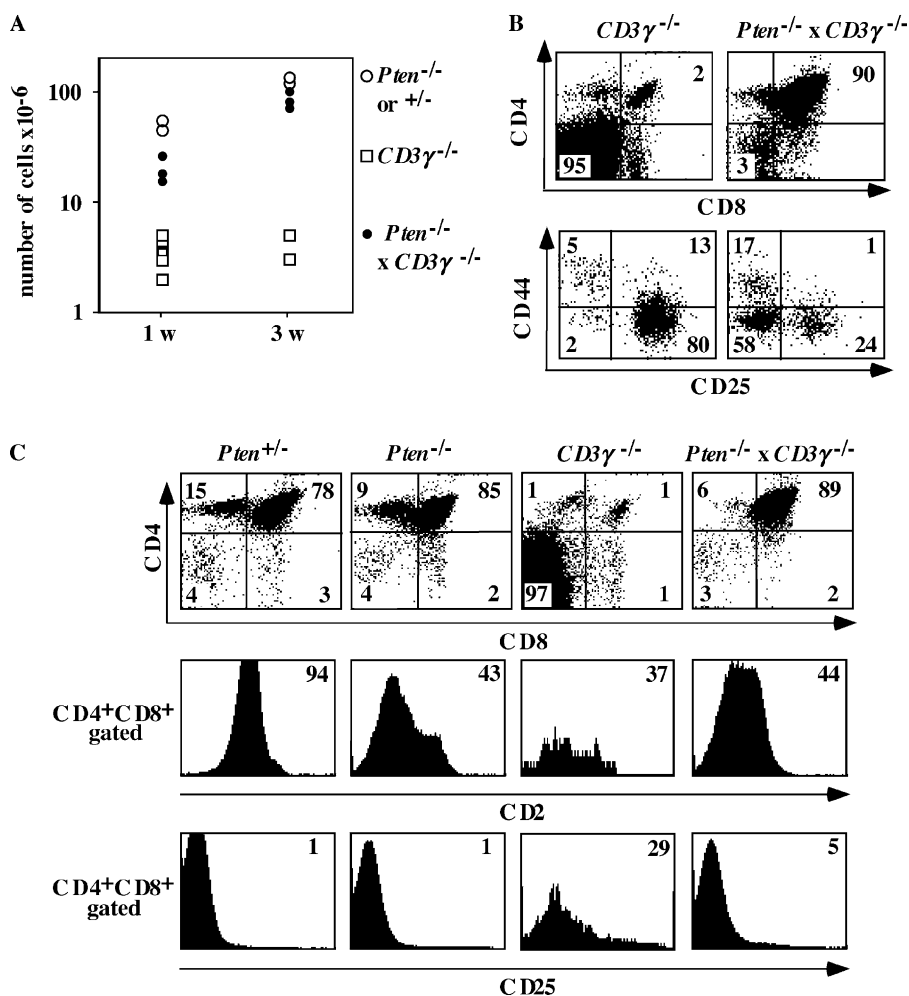 A
number of cells x10-6
100
10
1
1 w
3 w
Pten-/-
or +/-
CD3γ-/-
Pten-/-
x CD3γ -/-
B
CD3γ -/-
Pten-/- x CD3γ-/-
CD4
2
95
90
3
CD8
CD44
5
13
2
80
17
1
58
24
CD25
C
Pten+/-
Pten-/-
CD3γ -/-
Pten-/- x CD3γ-/-
CD4
15
78
4
3
9
85
4
2
1
1
97
1
6
89
3
2
CD8
CD4+CD8+
gated
94
43
37
44
CD2
CD4+CD8+
gated
1
1
29
5
CD25